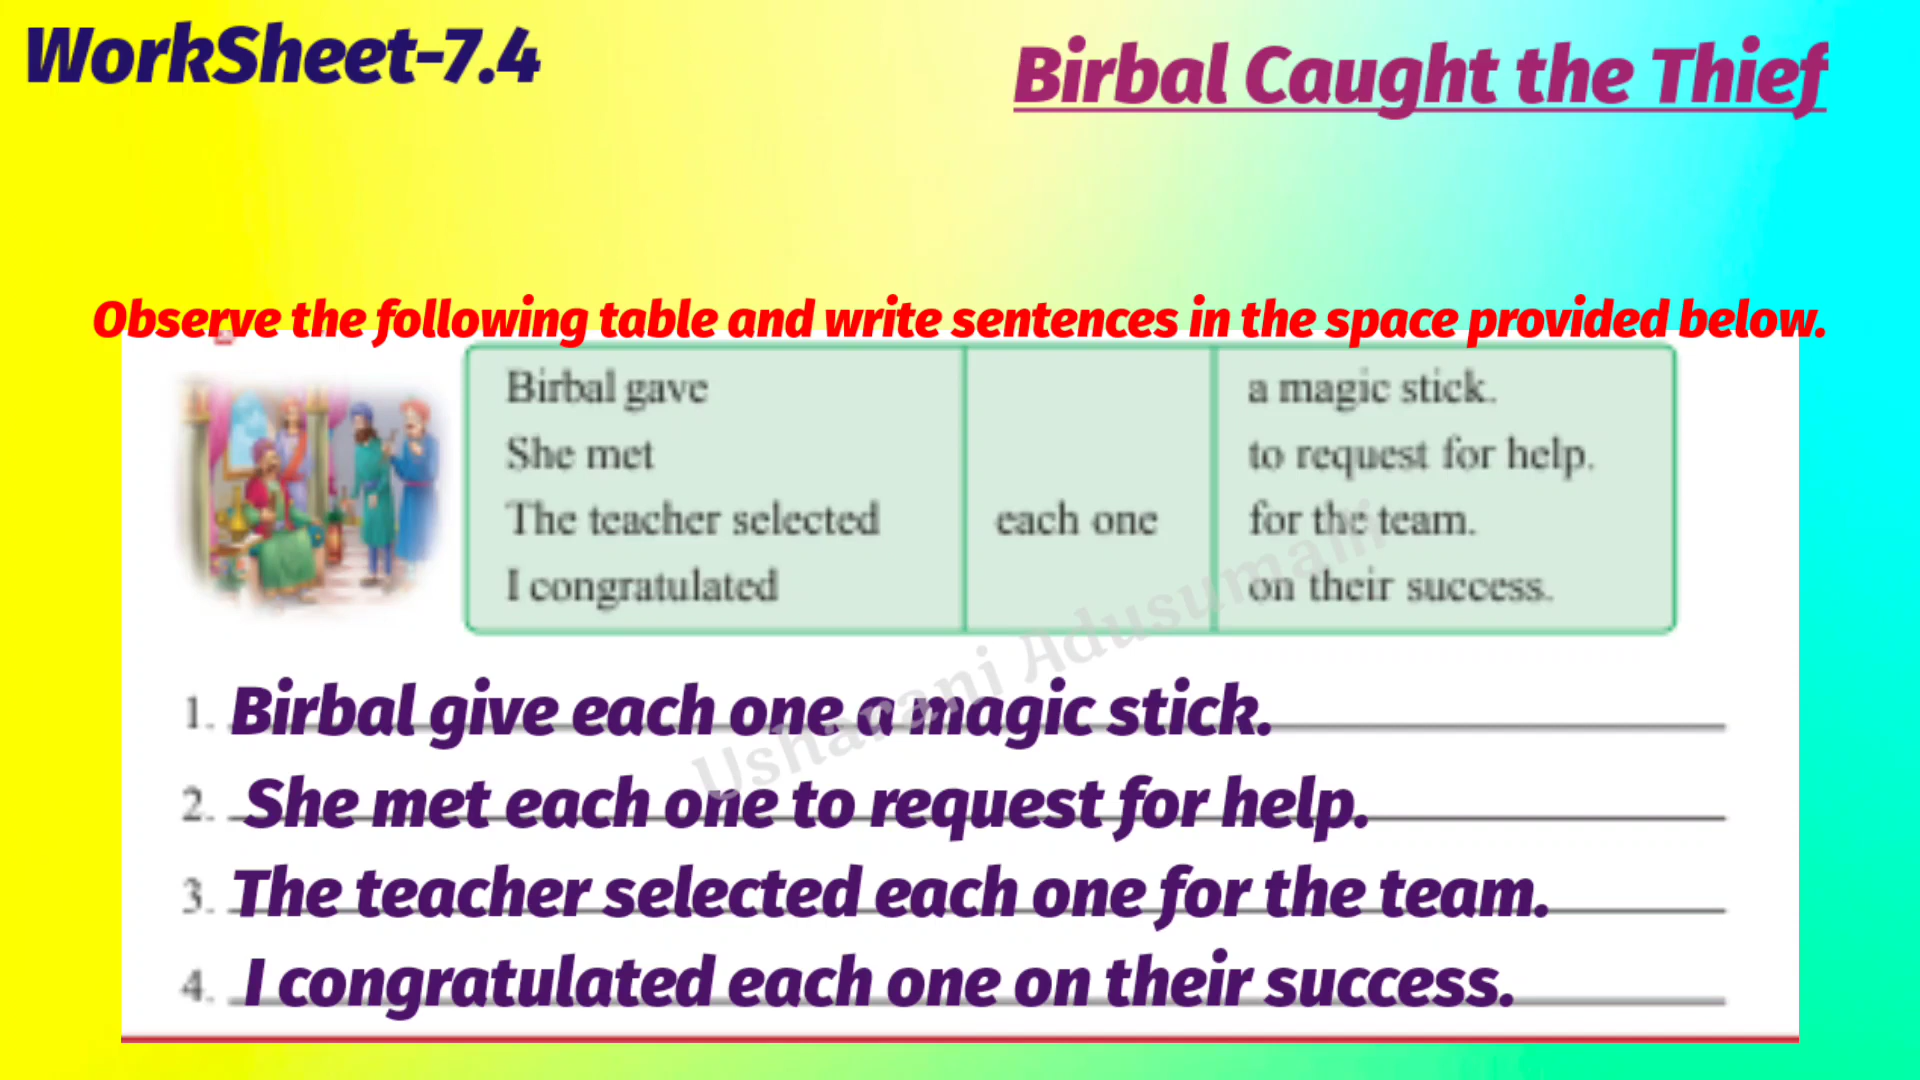 WorkSheet-7.4
Birbal Caught the Thief
Observe the following table and write sentences in the space provided below.
Birbal gave a magic stick.
She met to request for help.
The teacher selected each one for the team.
I congratulated on their success.
1. Birbal give each one a magic stick.
2. She met each one to request for help.
3. The teacher selected each one for the team.
4. I congratulated each one on their success.
Usharani Adusumalli